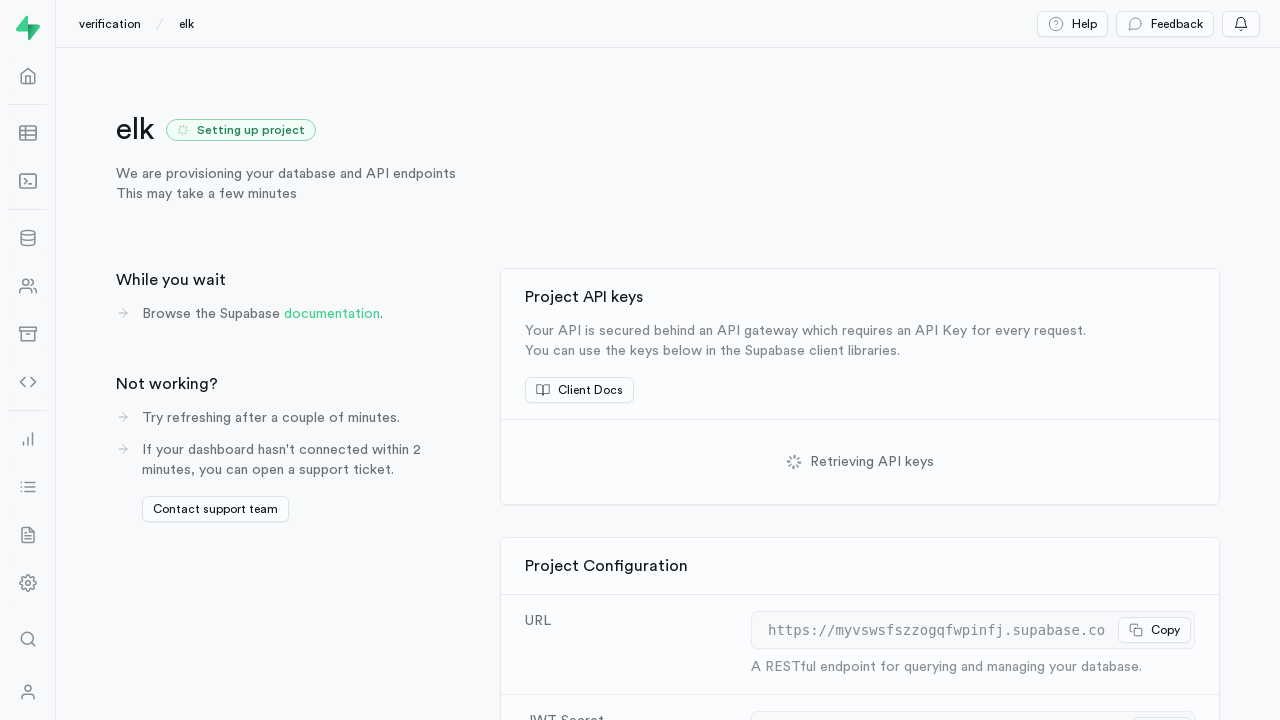 verification / elk
Help
Feedback
elk
Setting up project
We are provisioning your database and API endpoints
This may take a few minutes
While you wait
Browse the Supabase documentation.
Not working?
Try refreshing after a couple of minutes.
If your dashboard hasn't connected within 2
minutes, you can open a support ticket.
Contact support team
Project API keys
Your API is secured behind an API gateway which requires an API Key for every request.
You can use the keys below in the Supabase client libraries.
Client Docs
Retrieving API keys
Project Configuration
URL
https://myvswsfszzogqfwpinfj.supabase.co
Copy
A RESTful endpoint for querying and managing your database.
JWT Secret